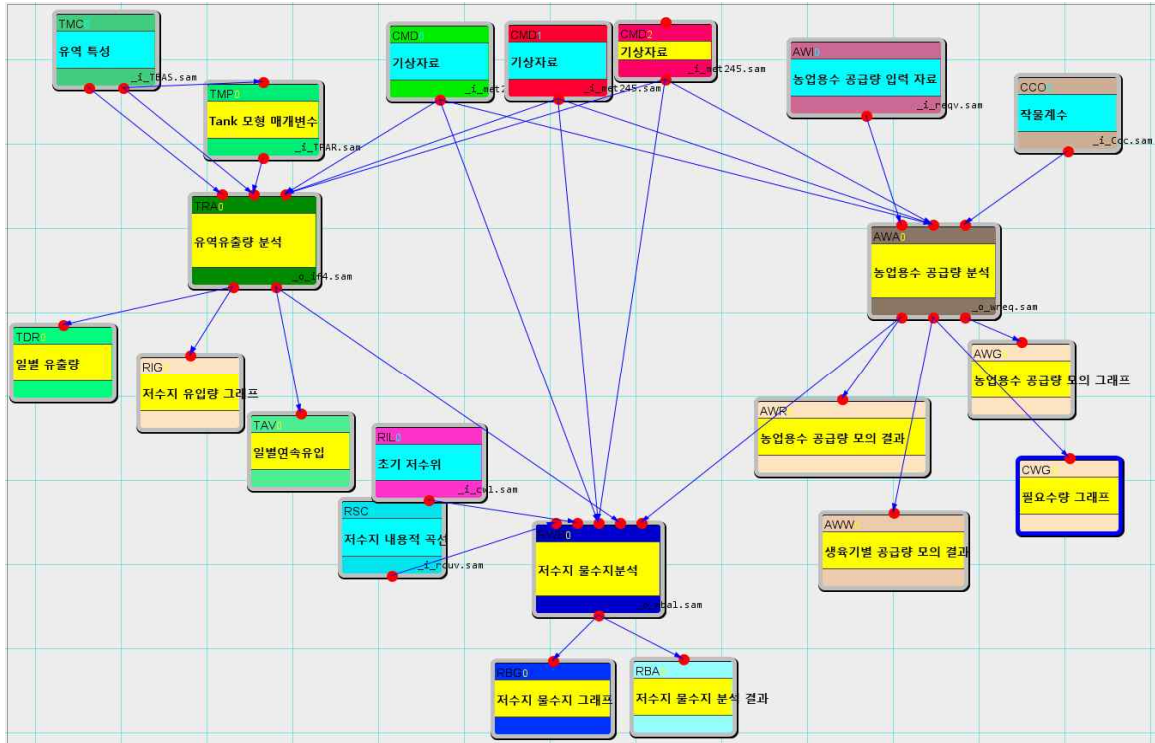 TMC
유역 특성
_i_TBAS.sam
CMD0
기상자료
CMD1
기상자료
_i_met245.sam
CMD2
기상자료
_i_met245.sam
AWI0
농업용수 공급량 입력 자료
_i_reqv.sam
CCO
작물계수
_i_Ccc.sam
TMP0
Tank 모형 매개변수
_i_TPAR.sam
TRA0
유역유출량 분석
_o_if4.sam
AWA0
농업용수 공급량 분석
_o_wreq.sam
TDR
일별 유출량
RIG
저수지 유입량 그래프
TAV
일별연속유입
RIL0
초기 저수위
_i_cwl.sam
RSC
저수지 내용적 곡선
_i_rquv.sam
저수지 물수지분석
AWG
농업용수 공급량 모의 그래프
AWR
농업용수 공급량 모의 결과
CWG
필요수량 그래프
AWW
생육기별 공급량 모의 결과
RBG0
저수지 물수지 그래프
RBA
저수지 물수지 분석 결과